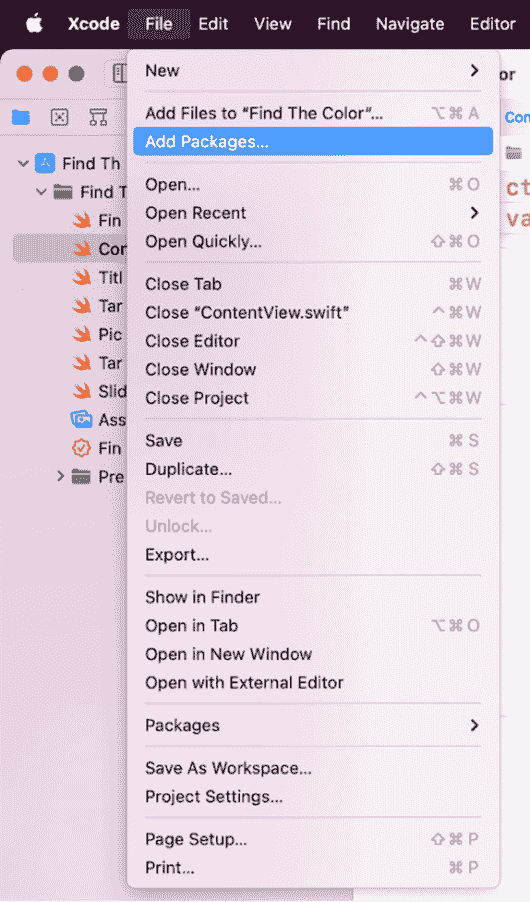 Xcode File Edit View Find Navigate Editor
New
Add Files to “Find The Color”... ⌥⌘A
Add Packages...
Open... ⌘O
Open Recent
Open Quickly... ⇧⌘O
Close Tab ⌘W
Close “ContentView.swift” ^⌘W
Close Editor ^⇧⌘W
Close Window ⇧⌘W
Close Project ^⌥⌘W
Save ⌘S
Duplicate... ⇧⌘S
Revert to Saved...
Unlock...
Export...
Show in Finder
Open in Tab ⌥⌘O
Open in New Window
Open with External Editor
Packages
Save As Workspace...
Project Settings...
Page Setup... ⇧⌘P
Print... ⌘P
Find Th
Find T
Fin
Con
Titl
Tar
Pic
Tar
Slid
Ass
Fin
Pre
or
Con
ct
va